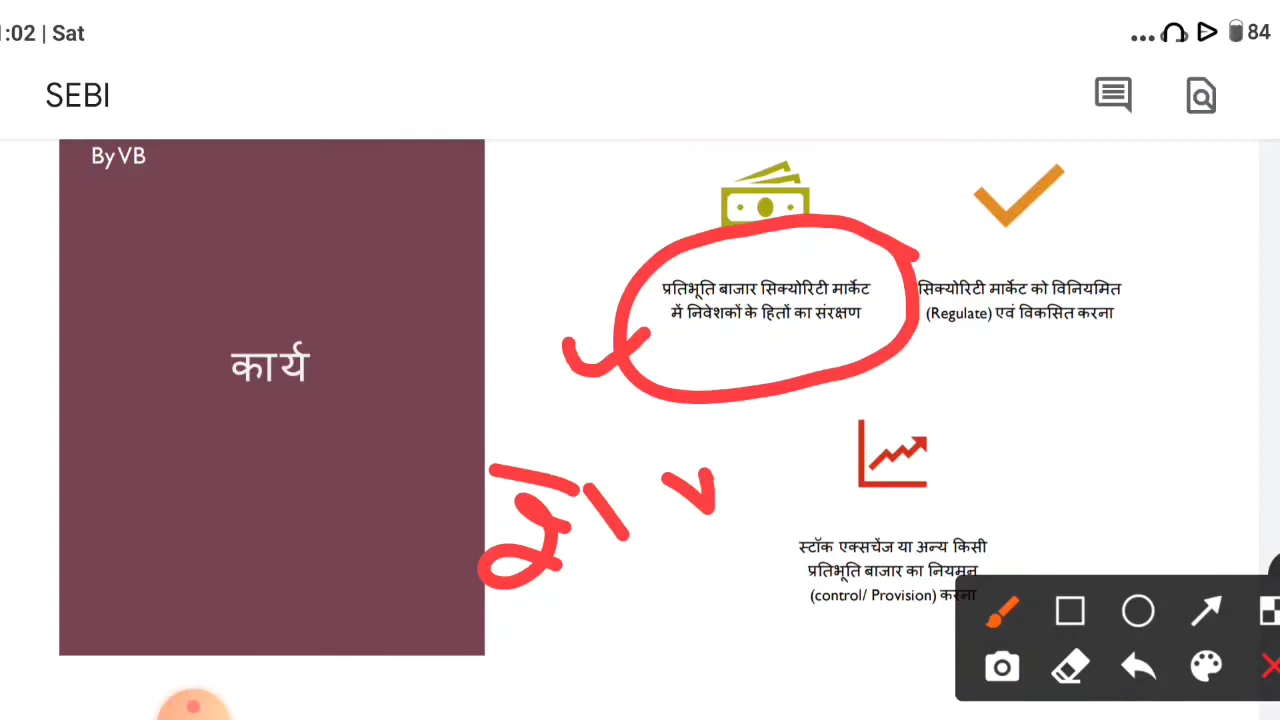 1:02 | Sat
84
SEBI
By VB
कार्य
प्रतिभूति बाजार सिक्योरिटी मार्केट
में निवेशकों के हितों का संरक्षण
सिक्योरिटी मार्केट को विनियमित
(Regulate) एवं विकसित करना
स्टॉक एक्सचेंज या अन्य किसी
प्रतिभूति बाजार का नियमन
(control/ Provision) करना